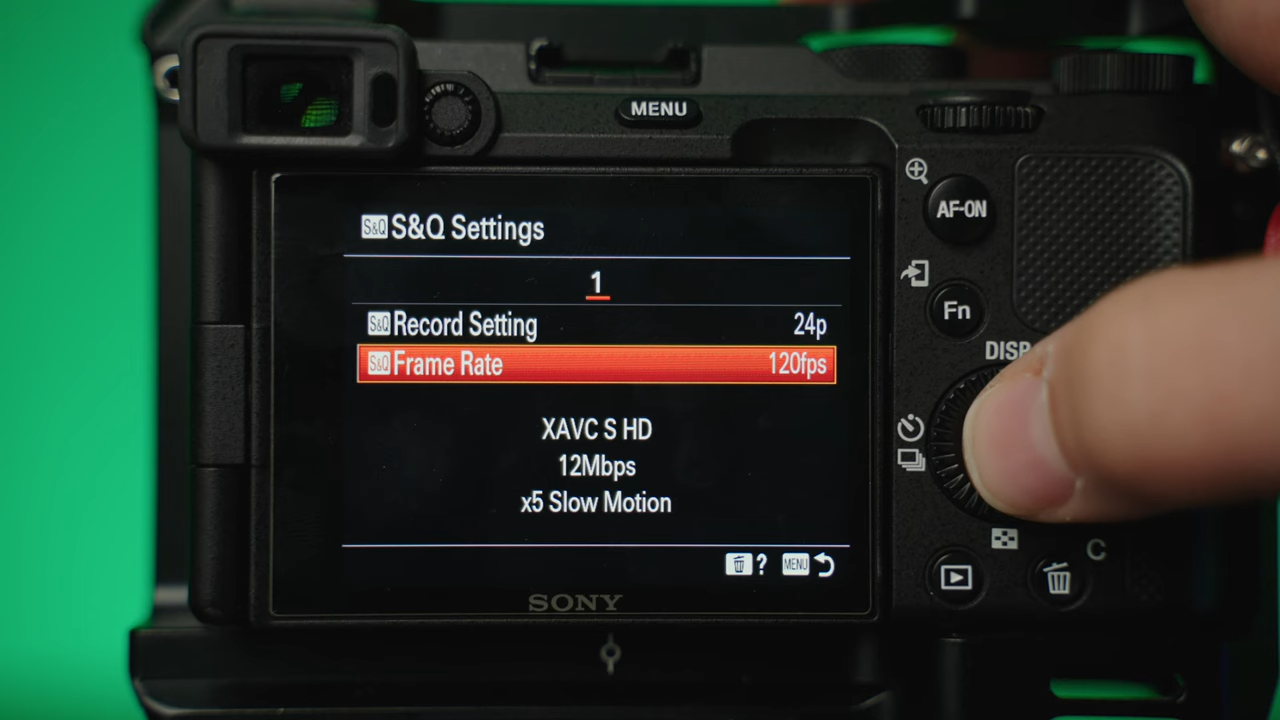 MENU
AF-ON
S&Q S&Q Settings
1
Fn
S&Q Record Setting 24p
DISP
S&Q Frame Rate 120fps
XAVC S HD
12Mbps
x5 Slow Motion
C
? MENU
SONY